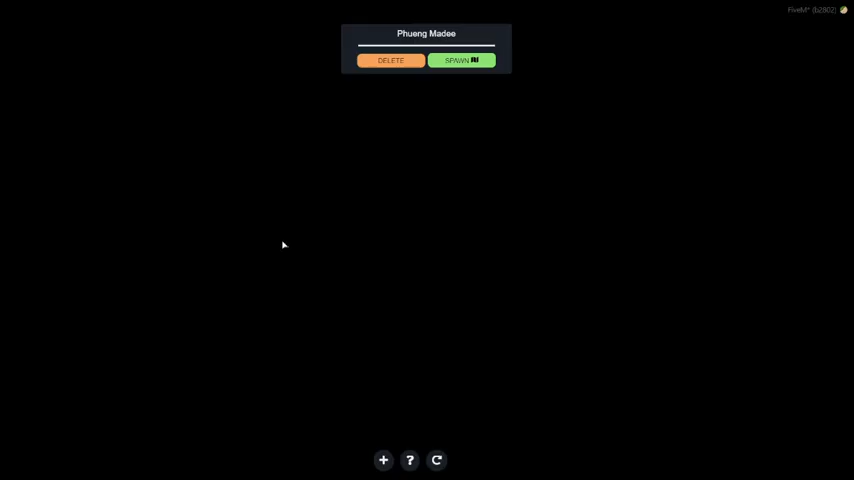 FiveM* (b2802)
Phueng Madee
DELETE
SPAWN
+
?